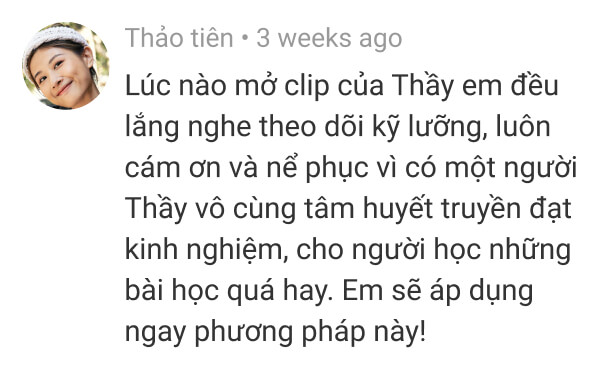 Thảo tiên • 3 weeks ago
Lúc nào mở clip của Thầy em đều
lắng nghe theo dõi kỹ lưỡng, luôn
cám ơn và nể phục vì có một người
Thầy vô cùng tâm huyết truyền đạt
kinh nghiệm, cho người học những
bài học quá hay. Em sẽ áp dụng
ngay phương pháp này!